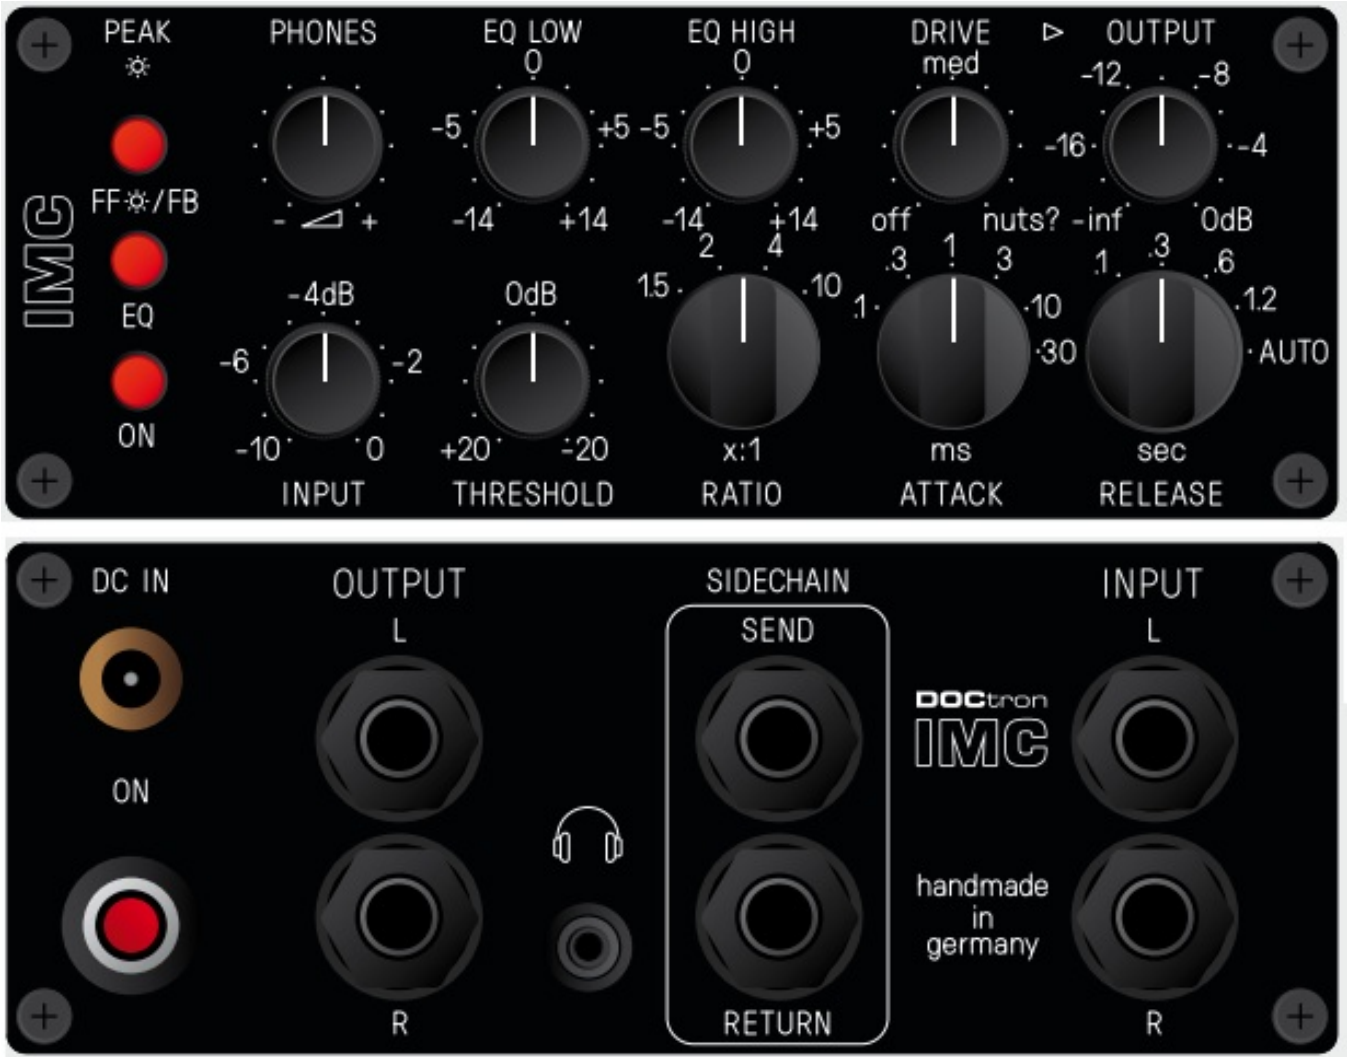 PEAK
PHONES
EQ LOW
EQ HIGH
DRIVE
OUTPUT
0
0
med
-12
-8
-5
+5
-5
+5
-16
-4
FF☼/FB
- +
-14
+14
-14
+14
off
nuts?
-inf
0dB
IMC
EQ
-4dB
0dB
2
4
.3
1
3
.1
.3
.6
1.5
10
.1
10
1.2
-6
-2
30
AUTO
ON
-10
0
+20
-20
x:1
ms
sec
INPUT
THRESHOLD
RATIO
ATTACK
RELEASE
DC IN
OUTPUT
SIDECHAIN
INPUT
L
SEND
L
DOCtron
IMC
ON
handmade
in
germany
R
RETURN
R